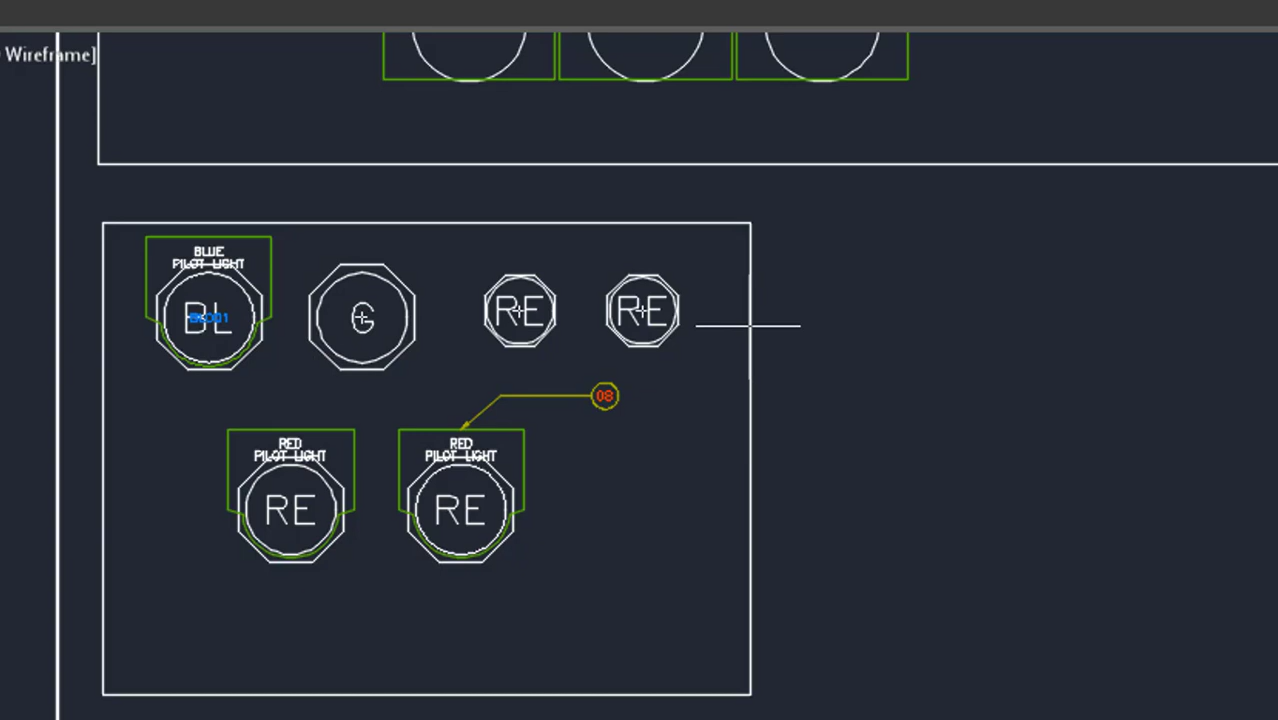 Wireframe]
BLUE
PILOT LIGHT
BL
G
RE
RE
08
RED
PILOT LIGHT
RE
RED
PILOT LIGHT
RE